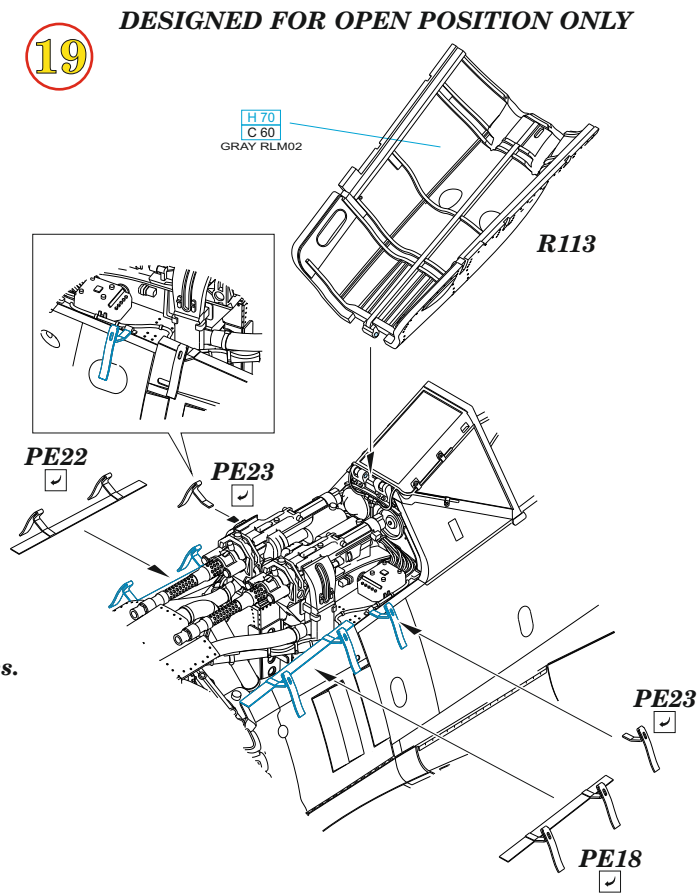 DESIGNED FOR OPEN POSITION ONLY
19
H 70
C 60
GRAY RLM02
R113
PE22
PE23
s.
PE23
PE18